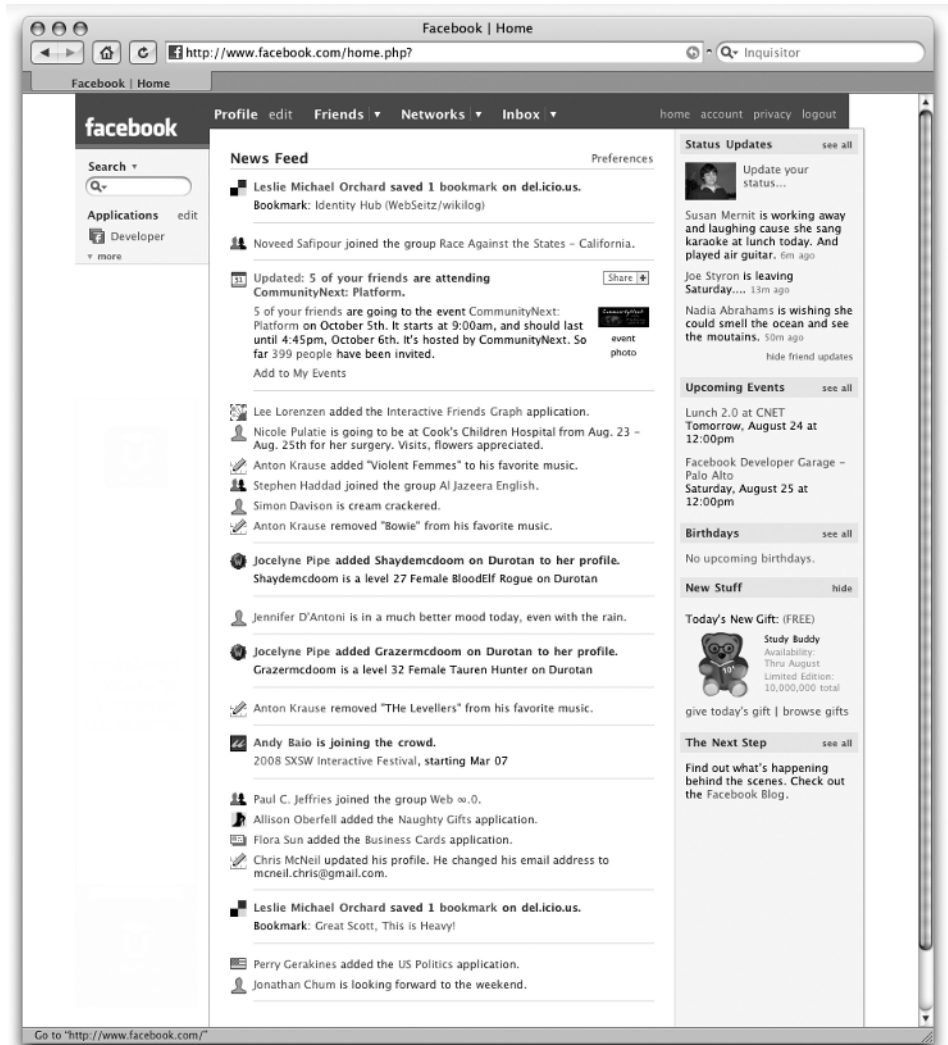 Facebook | Home
http://www.facebook.com/home.php?
Inquisitor
Facebook | Home
facebook
Profile edit Friends Networks Inbox home account privacy logout
Search
Applications edit
Developer
more
News Feed Preferences
Leslie Michael Orchard saved 1 bookmark on del.icio.us.
Bookmark: Identity Hub (WebSeitz/wikilog)
Noveed Safipour joined the group Race Against the States – California.
31
Updated: 5 of your friends are attending
CommunityNext: Platform.
Share +
5 of your friends are going to the event CommunityNext:
Platform on October 5th. It starts at 9:00am, and should last
until 4:45pm, October 6th. It's hosted by CommunityNext. So
far 399 people have been invited.
event
photo
Add to My Events
Lee Lorenzen added the Interactive Friends Graph application.
Nicole Pulatie is going to be at Cook's Children Hospital from Aug. 23 –
Aug. 25th for her surgery. Visits, flowers appreciated.
Anton Krause added "Violent Femmes" to his favorite music.
Stephen Haddad joined the group Al Jazeera English.
Simon Davison is cream crackered.
Anton Krause removed "Bowie" from his favorite music.
Jocelyne Pipe added Shaydemcdoom on Durotan to her profile.
Shaydemcdoom is a level 27 Female BloodElf Rogue on Durotan
Jennifer D'Antoni is in a much better mood today, even with the rain.
Jocelyne Pipe added Grazermcdoom on Durotan to her profile.
Grazermcdoom is a level 32 Female Tauren Hunter on Durotan
Anton Krause removed "THe Levellers" from his favorite music.
Andy Baio is joining the crowd.
2008 SXSW Interactive Festival, starting Mar 07
Paul C. Jeffries joined the group Web ∞.0.
Allison Oberfell added the Naughty Gifts application.
Flora Sun added the Business Cards application.
Chris McNeil updated his profile. He changed his email address to
mcneil.chris@gmail.com.
Leslie Michael Orchard saved 1 bookmark on del.icio.us.
Bookmark: Great Scott, This is Heavy!
Perry Gerakines added the US Politics application.
Jonathan Chum is looking forward to the weekend.
Status Updates see all
Update your
status...
Susan Mernit is working away
and laughing cause she sang
karaoke at lunch today. And
played air guitar. 6m ago
Joe Styron is leaving
Saturday.... 13m ago
Nadia Abrahams is wishing she
could smell the ocean and see
the moutains. 50m ago
hide friend updates
Upcoming Events see all
Lunch 2.0 at CNET
Tomorrow, August 24 at
12:00pm
Facebook Developer Garage –
Palo Alto
Saturday, August 25 at
12:00pm
Birthdays see all
No upcoming birthdays.
New Stuff hide
Today's New Gift: (FREE)
Study Buddy
Availability:
Thru August
Limited Edition:
10,000,000 total
give today's gift | browse gifts
The Next Step see all
Find out what's happening
behind the scenes. Check out
the Facebook Blog.
Go to "http://www.facebook.com/"